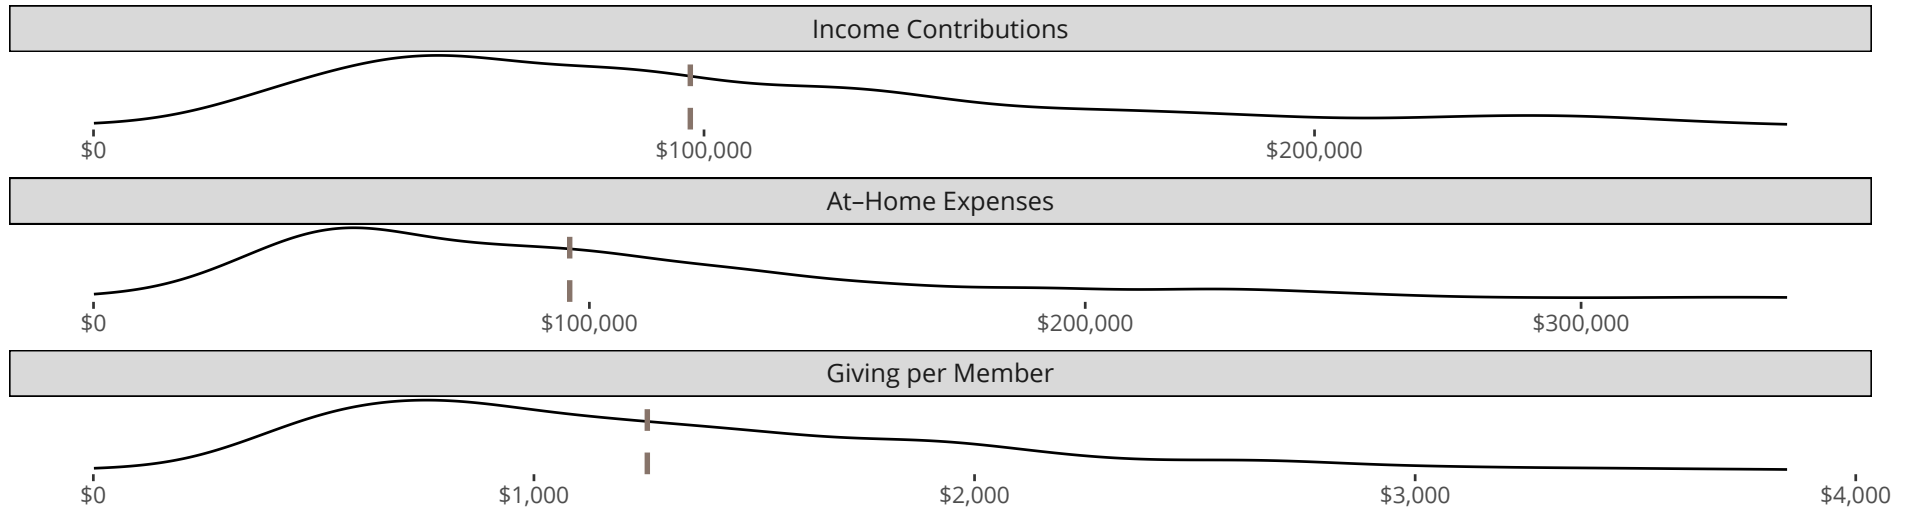 Income Contributions
$0 $100,000 $200,000
At–Home Expenses
$0 $100,000 $200,000 $300,000
Giving per Member
$0 $1,000 $2,000 $3,000 $4,000